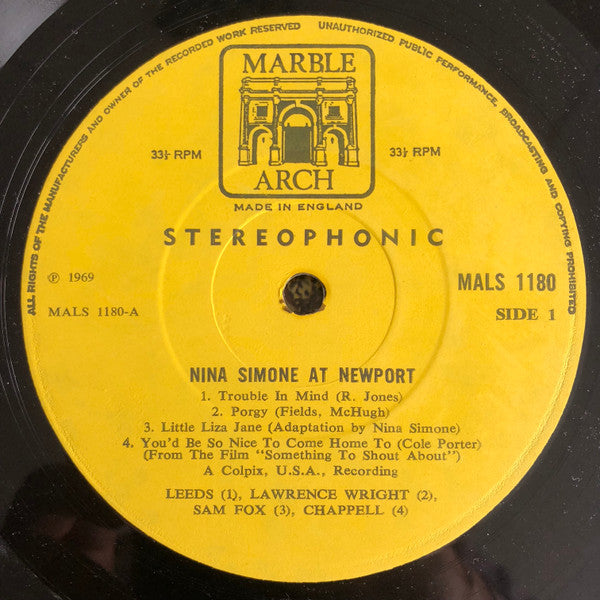 ALL RIGHTS OF THE MANUFACTURERS AND OWNER OF THE RECORDED WORK RESERVED. UNAUTHORIZED PUBLIC PERFORMANCE, BROADCASTING AND COPYING PROHIBITED
MARBLE
ARCH
33⅓ RPM
33⅓ RPM
MADE IN ENGLAND
STEREOPHONIC
℗ 1969
MALS 1180
MALS 1180-A
SIDE 1
NINA SIMONE AT NEWPORT
1. Trouble In Mind (R. Jones)
2. Porgy (Fields, McHugh)
3. Little Liza Jane (Adaptation by Nina Simone)
4. You'd Be So Nice To Come Home To (Cole Porter)
(From The Film "Something To Shout About")
A Colpix, U.S.A., Recording
LEEDS (1), LAWRENCE WRIGHT (2),
SAM FOX (3), CHAPPELL (4)